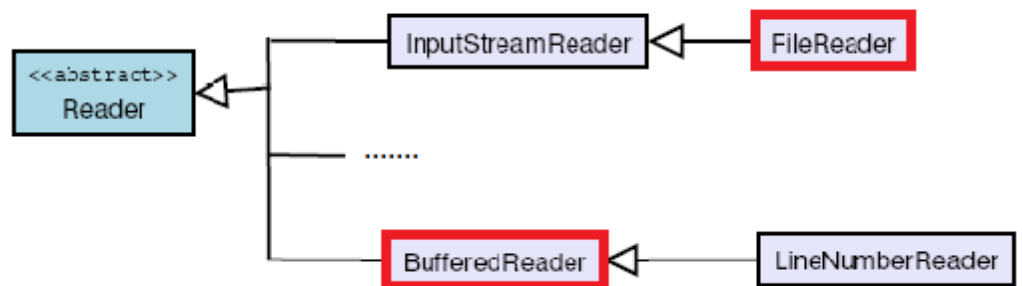 InputStreamReader
FileReader
<<abstract>>
Reader
.......
BufferedReader
LineNumberReader